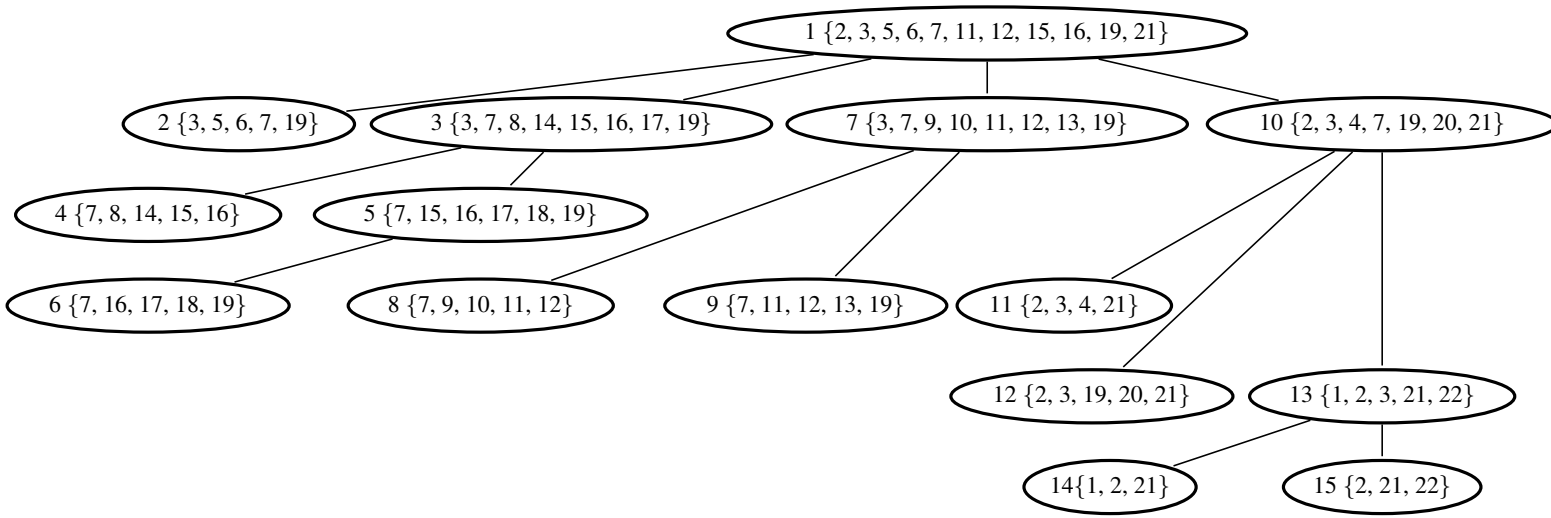 1 {2, 3, 5, 6, 7, 11, 12, 15, 16, 19, 21}
2 {3, 5, 6, 7, 19}
3 {3, 7, 8, 14, 15, 16, 17, 19}
7 {3, 7, 9, 10, 11, 12, 13, 19}
10 {2, 3, 4, 7, 19, 20, 21}
4 {7, 8, 14, 15, 16}
5 {7, 15, 16, 17, 18, 19}
6 {7, 16, 17, 18, 19}
8 {7, 9, 10, 11, 12}
9 {7, 11, 12, 13, 19}
11 {2, 3, 4, 21}
12 {2, 3, 19, 20, 21}
13 {1, 2, 3, 21, 22}
14{1, 2, 21}
15 {2, 21, 22}